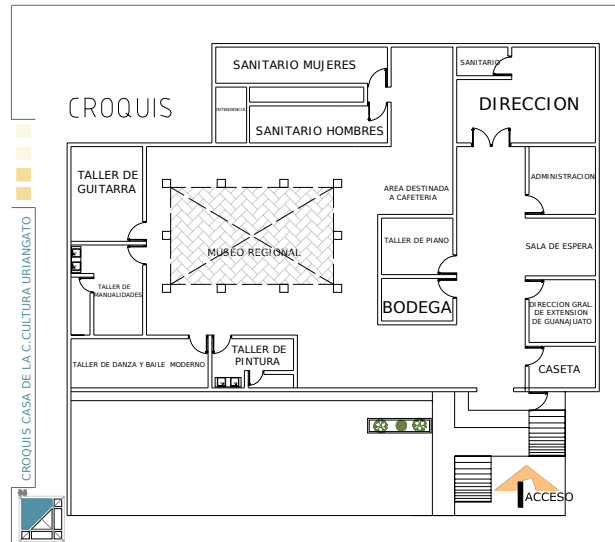 CROQUIS
SANITARIO MUJERES
SANITARIO
INTENDENCIA
DIRECCION
SANITARIO HOMBRES
TALLER DE
GUITARRA
AREA DESTINADA
A CAFETERIA
ADMINISTRACION
TALLER DE PIANO
SALA DE ESPERA
MUSEO REGIONAL
TALLER DE
MANUALIDADES
BODEGA
DIRECCION GRAL.
DE EXTENSION
DE GUANAJUATO
TALLER DE DANZA Y BAILE MODERNO
TALLER DE
PINTURA
CASETA
ACCESO
CROQUIS CASA DE LA C.CULTURA URIANGATO